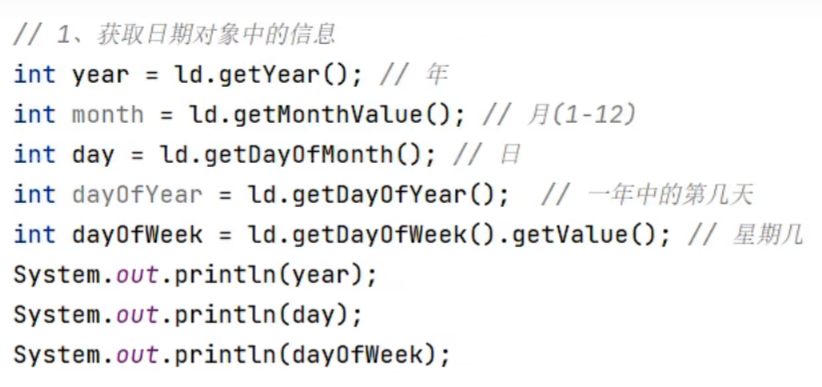 // 1、获取日期对象中的信息
int year = ld.getYear(); // 年
int month = ld.getMonthValue(); // 月(1-12)
int day = ld.getDayOfMonth(); // 日
int dayOfYear = ld.getDayOfYear();  // 一年中的第几天
int dayOfWeek = ld.getDayOfWeek().getValue(); // 星期几
System.out.println(year);
System.out.println(day);
System.out.println(dayOfWeek);